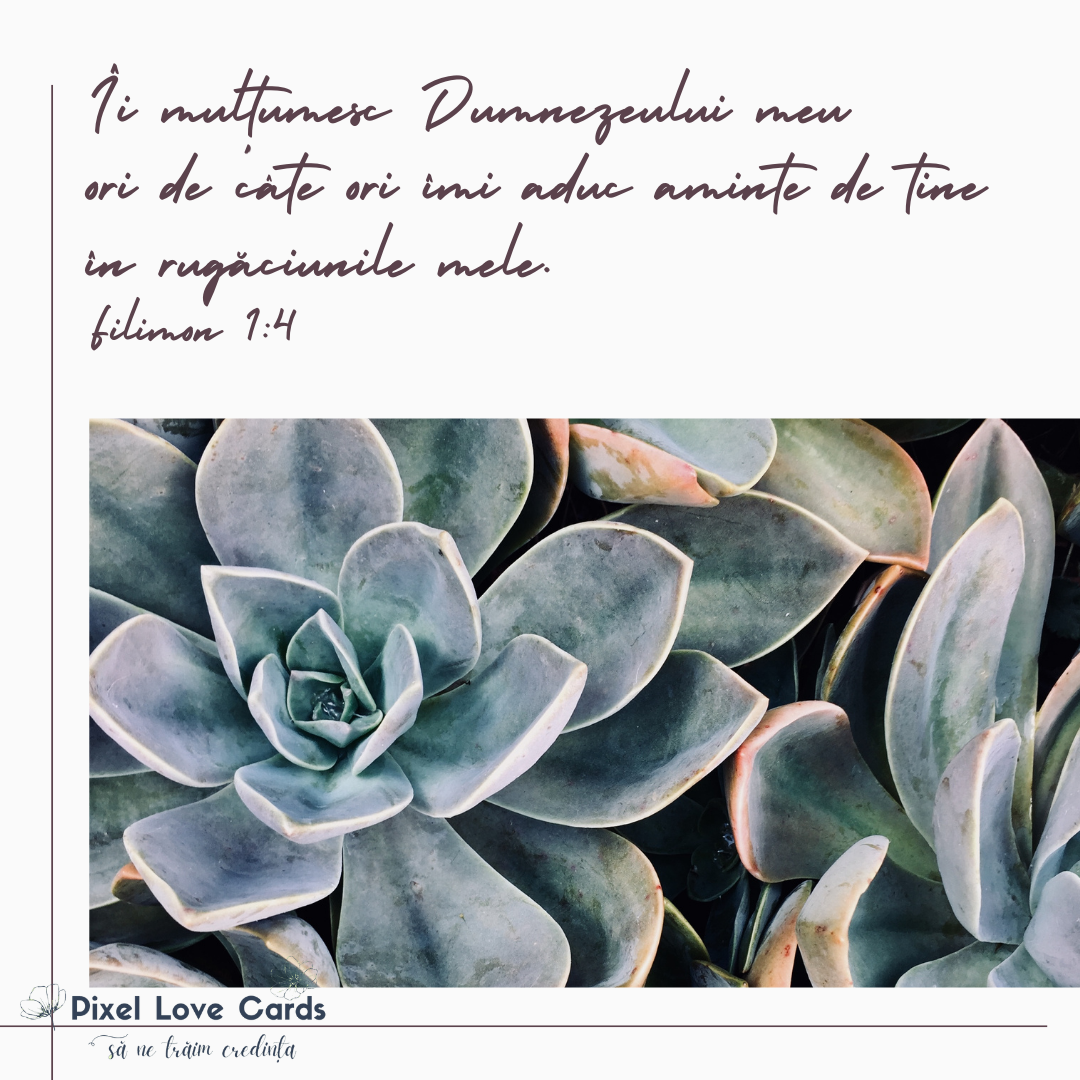 Îi mulțumesc Dumnezeului meu
ori de câte ori îmi aduc aminte de tine
în rugăciunile mele.
filimon 1:4
Pixel Love Cards
să ne trăim credința